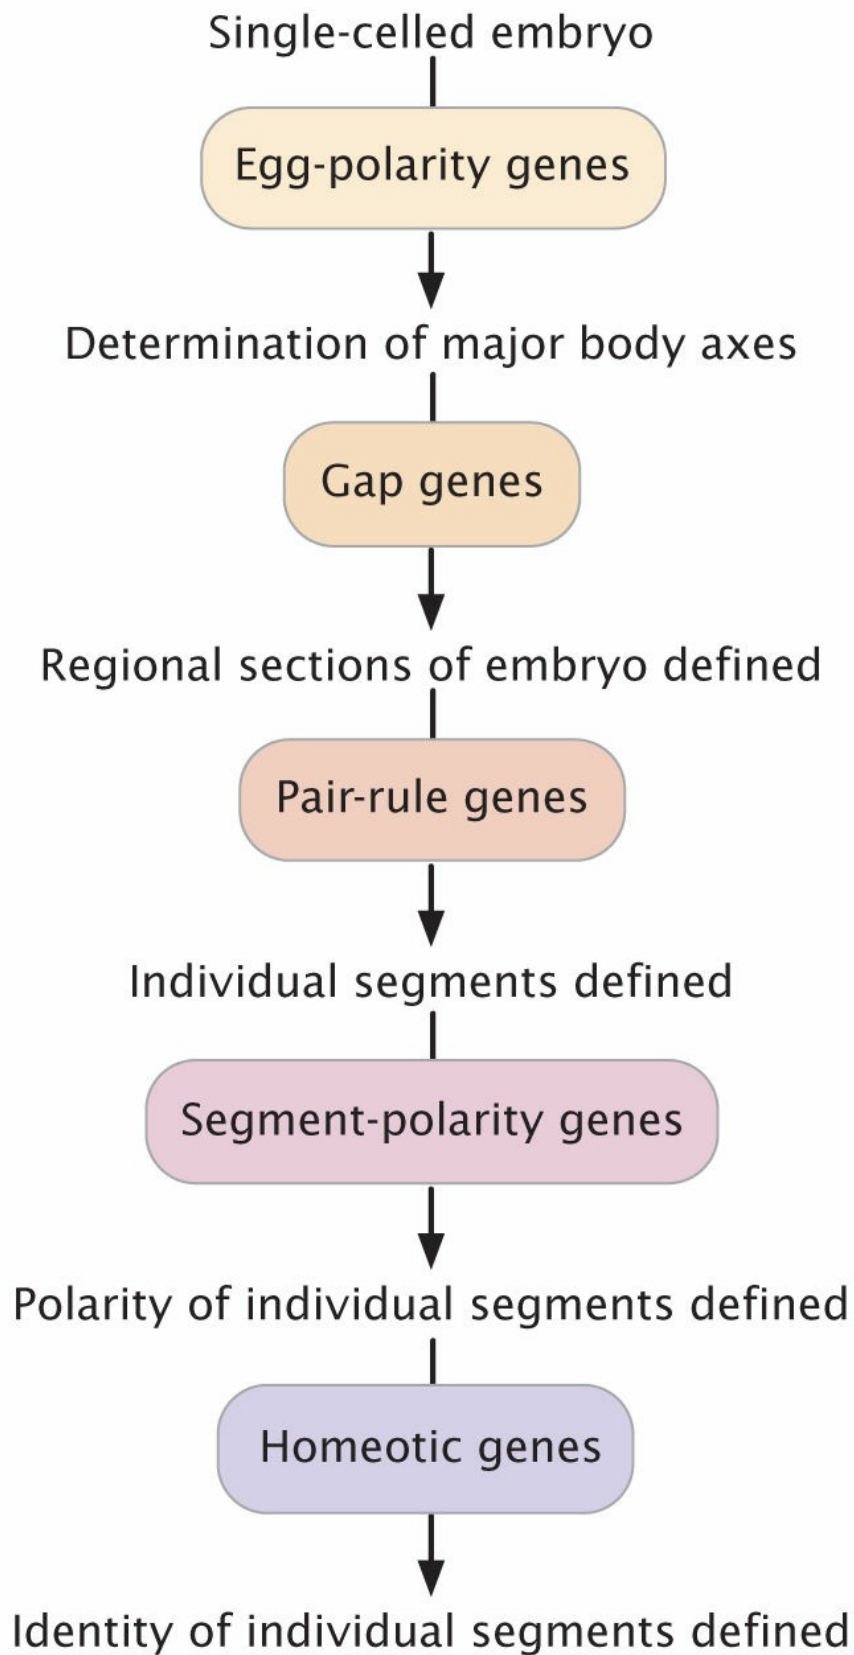 Single-celled embryo
Egg-polarity genes
Determination of major body axes
Gap genes
Regional sections of embryo defined
Pair-rule genes
Individual segments defined
Segment-polarity genes
Polarity of individual segments defined
Homeotic genes
Identity of individual segments defined